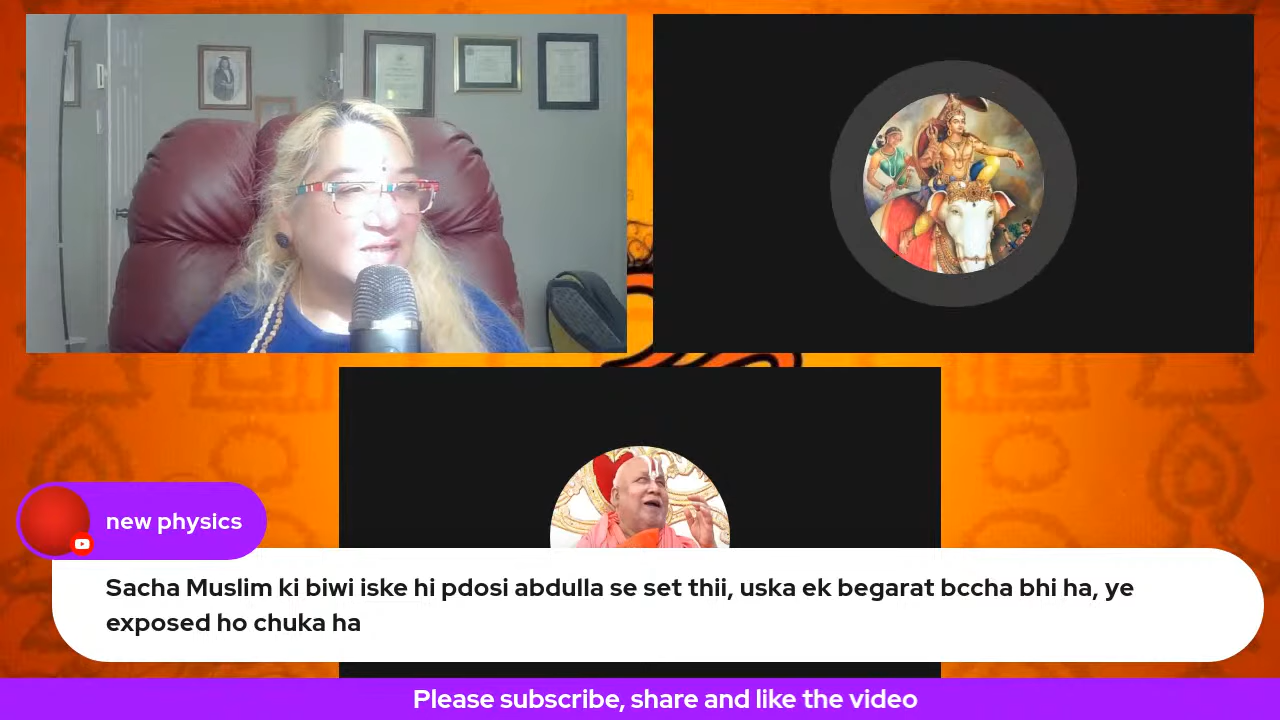 new physics
Sacha Muslim ki biwi iske hi pdosi abdulla se set thii, uska ek begarat bccha bhi ha, ye
exposed ho chuka ha
Please subscribe, share and like the video